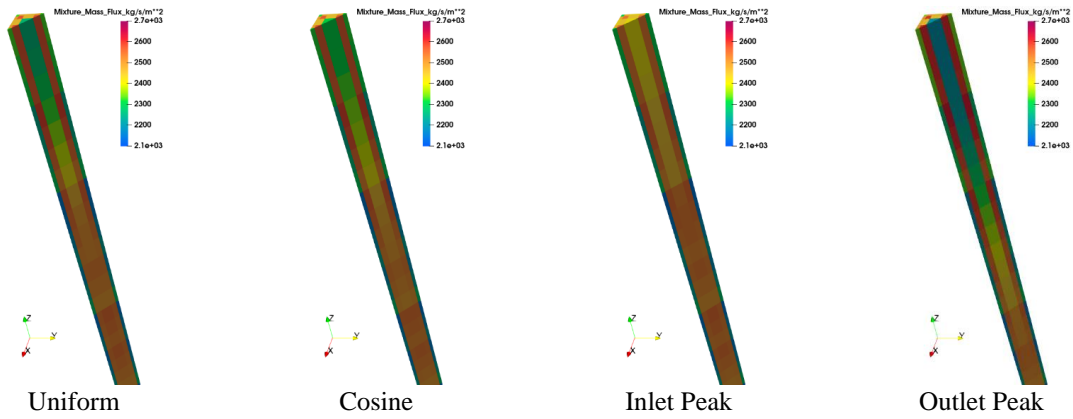 Mixture_Mass_Flux_kg/s/m**2
2.7e+03
2600
2500
2400
2300
2200
2.1e+03
Z
Y
X
Uniform
Mixture_Mass_Flux_kg/s/m**2
2.7e+03
2600
2500
2400
2300
2200
2.1e+03
Z
Y
X
Cosine
Mixture_Mass_Flux_kg/s/m**2
2.7e+03
2600
2500
2400
2300
2200
2.1e+03
Z
Y
X
Inlet Peak
Mixture_Mass_Flux_kg/s/m**2
2.7e+03
2600
2500
2400
2300
2200
2.1e+03
Z
Y
X
Outlet Peak